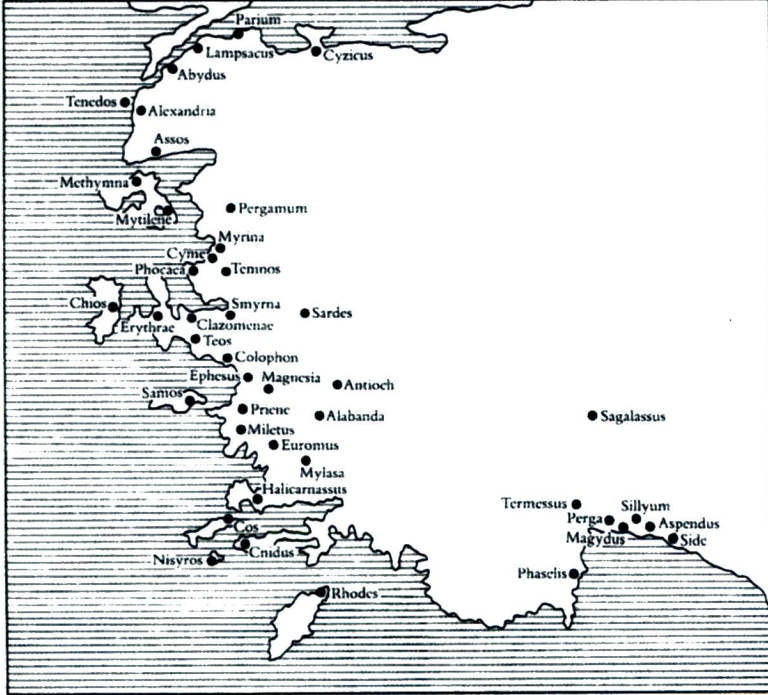 Parium
Lampsacus
Cyzicus
Abydus
Tenedos
Alexandria
Assos
Methymna
Mytilene
Pergamum
Myrina
Cyme
Phocaea
Temnos
Chios
Smyrna
Sardes
Erythrae
Clazomenae
Teos
Colophon
Ephesus
Magnesia
Antioch
Samos
Priene
Alabanda
Sagalassus
Miletus
Euromus
Mylasa
Halicarnassus
Termessus
Sillyum
Perga
Aspendus
Cos
Magydus
Side
Cnidus
Nisyros
Phaselis
Rhodes